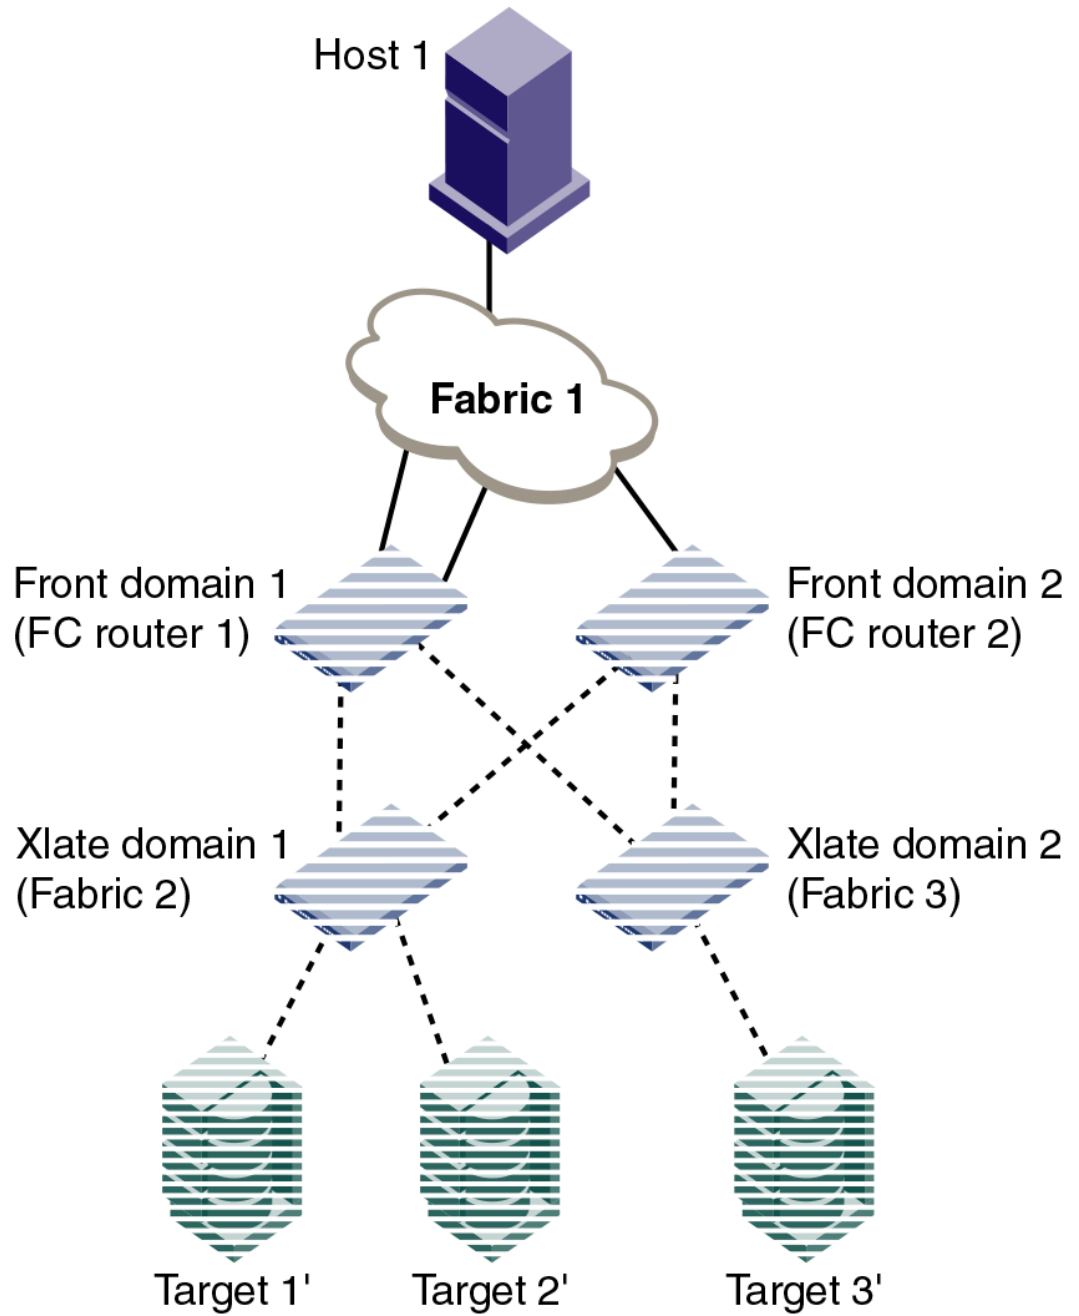 Host 1
Fabric 1
Front domain 1
(FC router 1)
Front domain 2
(FC router 2)
Xlate domain 1
(Fabric 2)
Xlate domain 2
(Fabric 3)
Target 1'
Target 2'
Target 3'